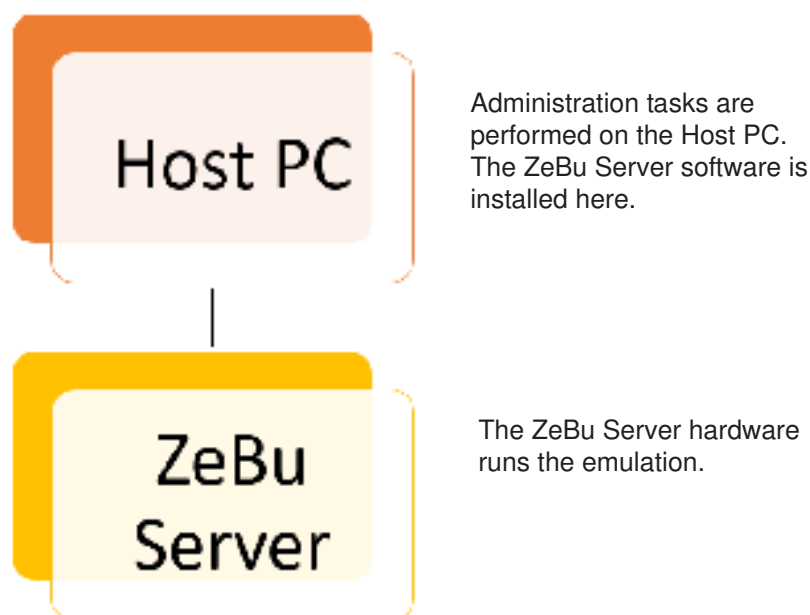 Host PC
Administration tasks are
performed on the Host PC.
The ZeBu Server software is
installed here.
ZeBu
Server
The ZeBu Server hardware
runs the emulation.